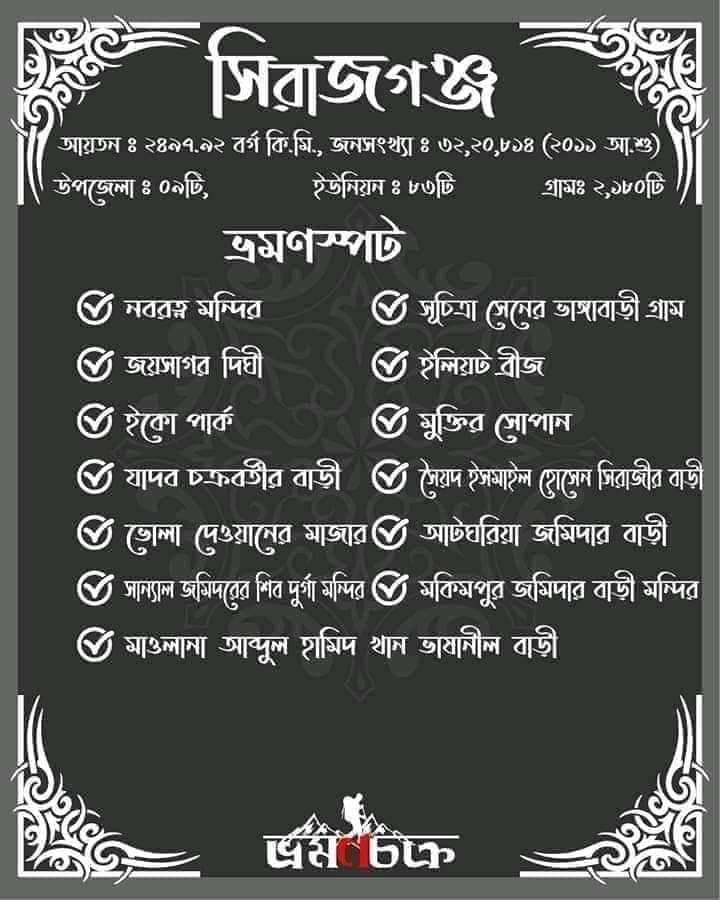 সিরাজগঞ্জ
আয়তন ঃ ২৪৯৭.৯২ বর্গ কি.মি., জনসংখ্যা ঃ ৩২,২০,৮১৪ (২০১১ আ.শু)
উপজেলা ঃ ০৯টি, ইউনিয়ন ঃ ৮৩টি গ্রামঃ ২,১৮০টি
ভ্রমণস্পট
নবরত্ন মন্দির সূচিত্রা সেনের ভাঙ্গাবাড়ী গ্রাম
জয়সাগর দিঘী ইলিয়ট ব্রীজ
ইকো পার্ক মুক্তির সোপান
যাদব চক্রবর্তীর বাড়ী সৈয়দ ইসমাইল হোসেন সিরাজীর বাড়ী
ভোলা দেওয়ানের মাজার আটঘরিয়া জমিদার বাড়ী
সান্যাল জমিদরের শিব দুর্গা মন্দির মকিমপুর জমিদার বাড়ী মন্দির
মাওলানা আব্দুল হামিদ খান ভাষানীল বাড়ী
ভ্রমণচক্র